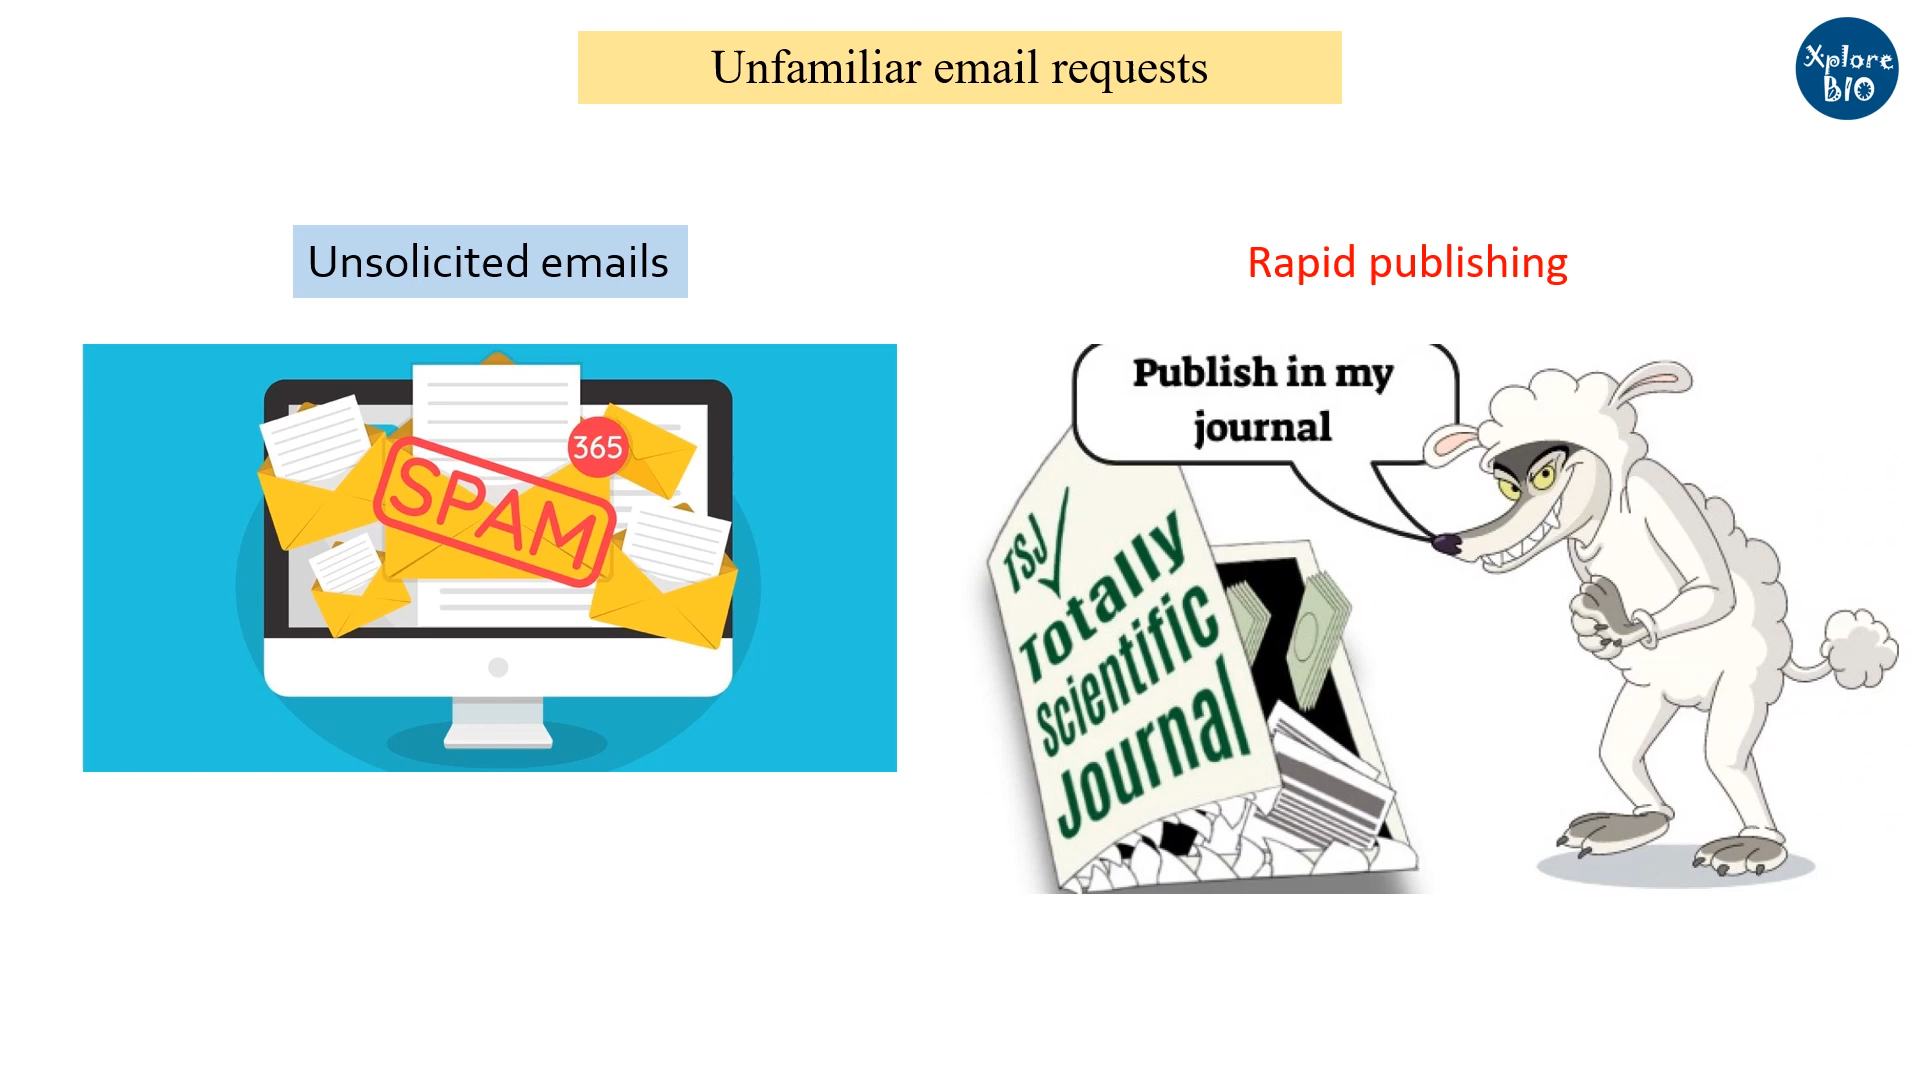 Unfamiliar email requests
Xplore
BIO
Unsolicited emails
Rapid publishing
365
SPAM
Publish in my
journal
TSJ
Totally
Scientific
Journal